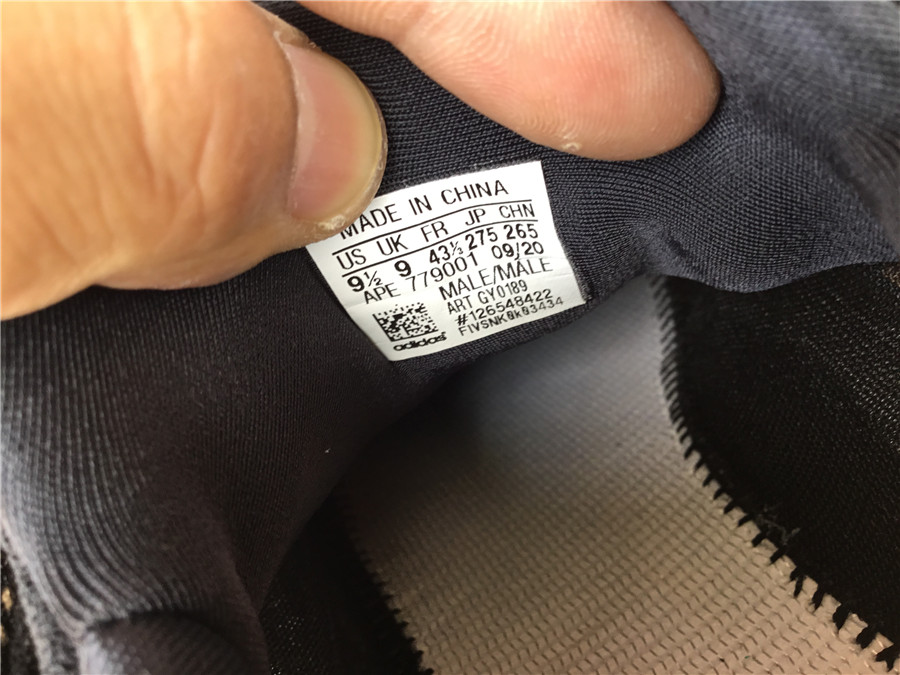 MADE IN CHINA
US UK FR JP CHN
9½ 9 43⅓ 275 265
APE 779001 09/20
MALE/MALE
ART GY0189
#126548422
adidas